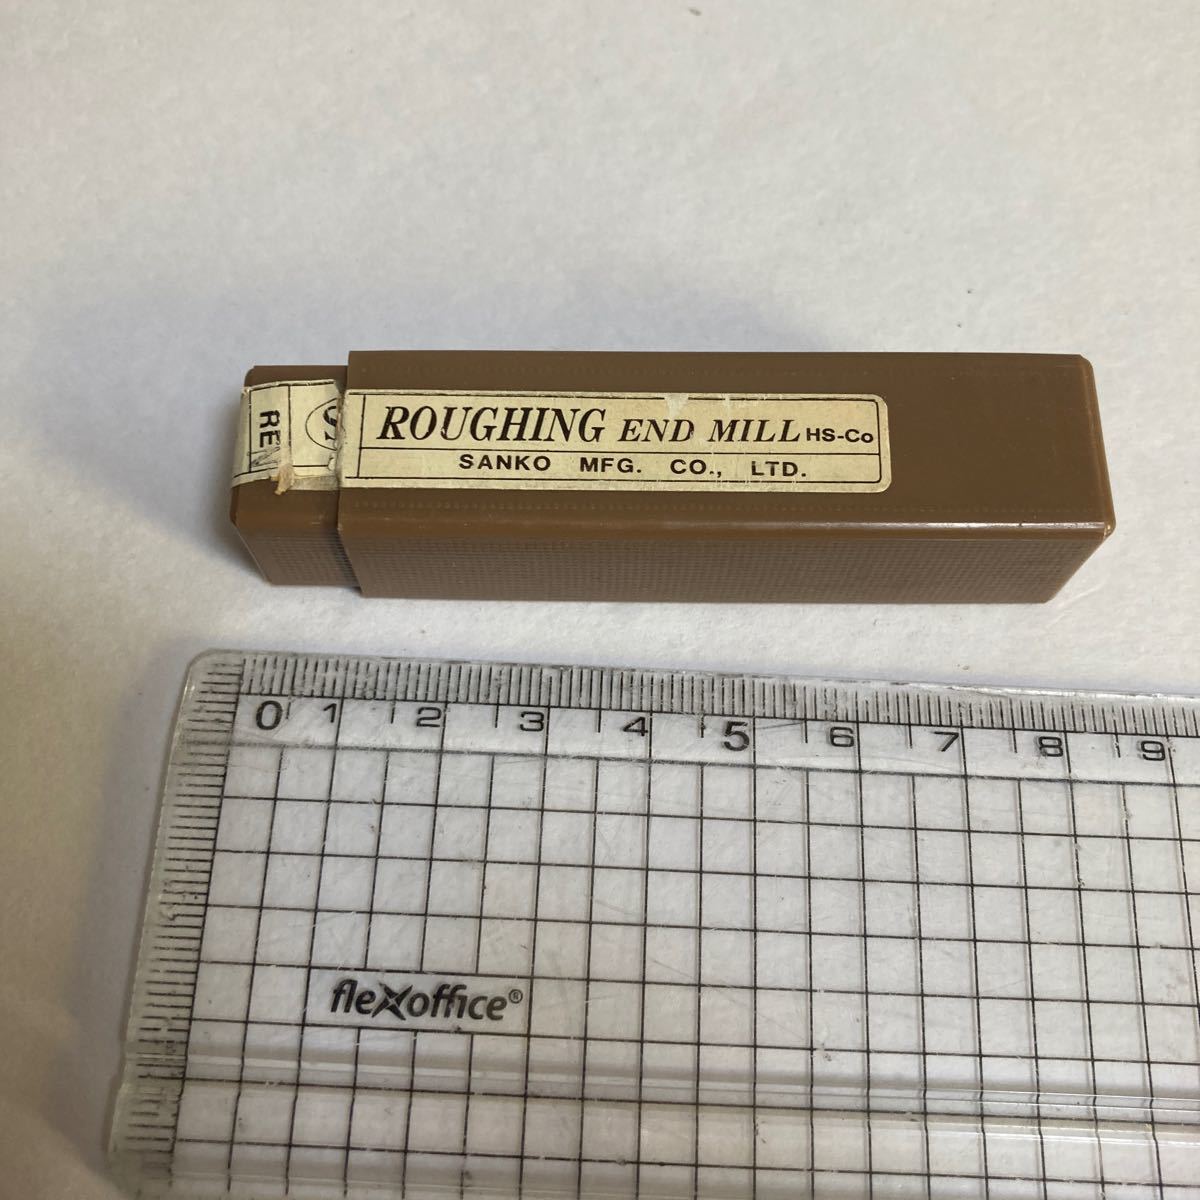 ROUGHING END MILL HS-Co
SANKO MFG. CO., LTD.
0 1 2 3 4 5 6 7 8 9
fleXoffice®